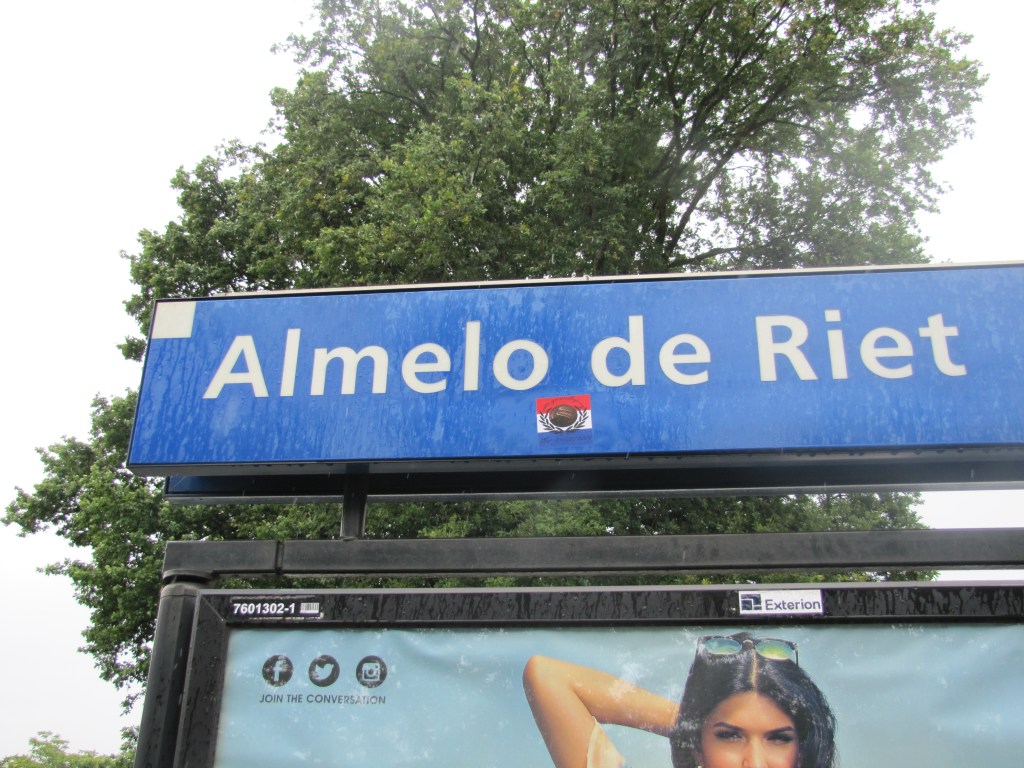 Almelo de Riet
7601302-1
Exterion
JOIN THE CONVERSATION